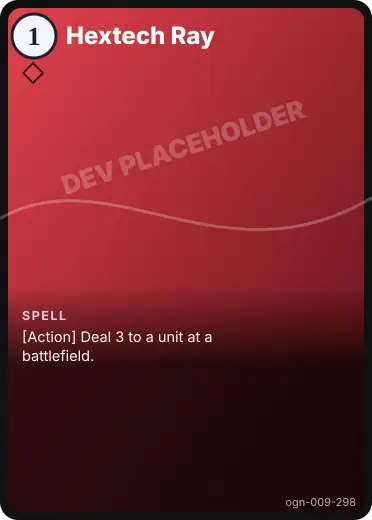 1 Hextech Ray
DEV PLACEHOLDER
SPELL
[Action] Deal 3 to a unit at a
battlefield.
ogn-009-298